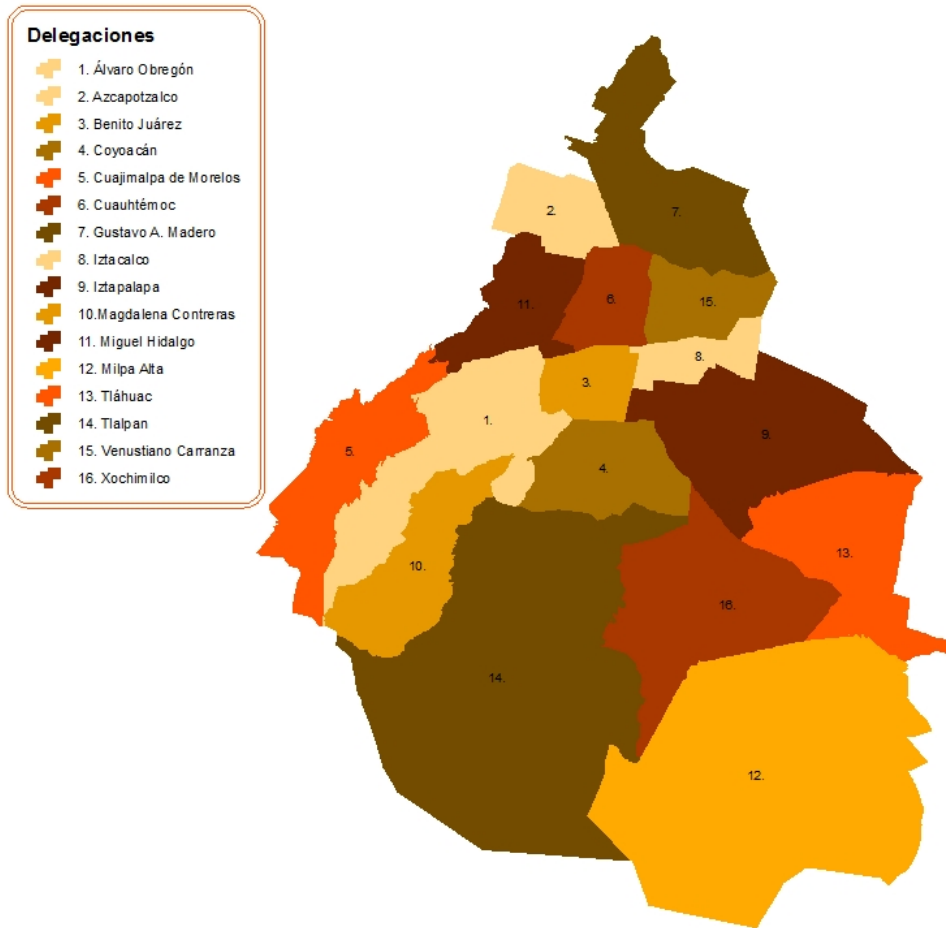 Delegaciones
1. Álvaro Obregón
2. Azcapotzalco
3. Benito Juárez
4. Coyoacán
5. Cuajimalpa de Morelos
6. Cuauhtémoc
7. Gustavo A. Madero
8. Iztacalco
9. Iztapalapa
10.Magdalena Contreras
11. Miguel Hidalgo
12. Milpa Alta
13. Tláhuac
14. Tlalpan
15. Venustiano Carranza
16. Xochimilco
2.
7.
11.
6.
15.
8.
3.
1.
9.
5.
4.
13.
10.
16.
14.
12.